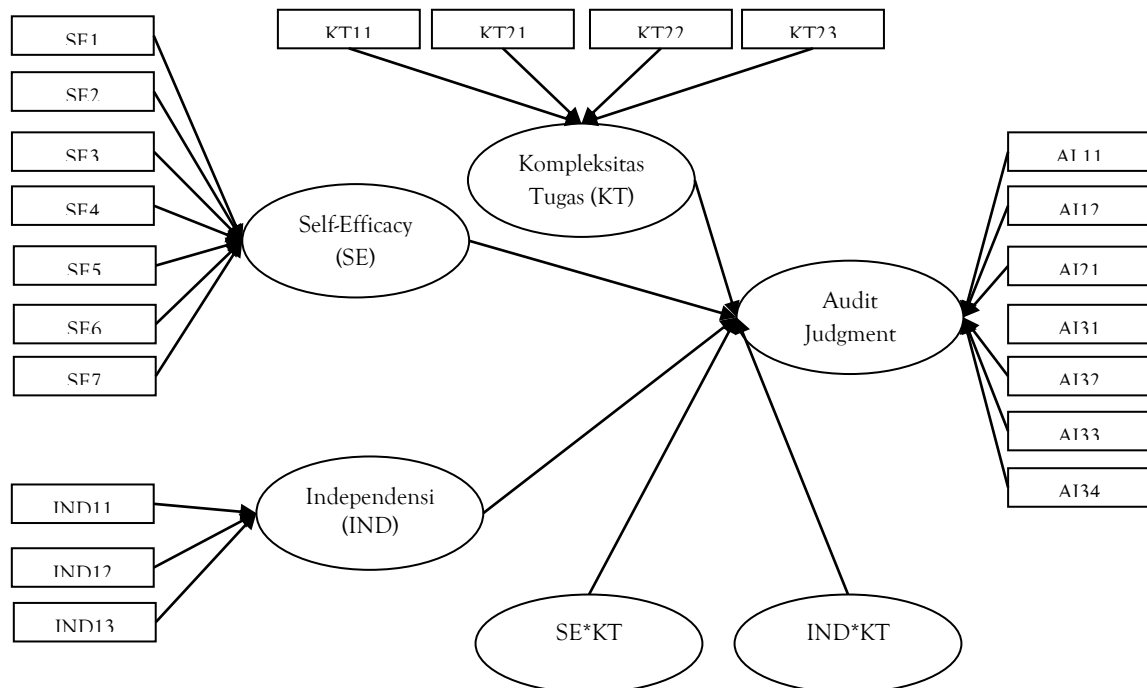 SE1
SE2
SE3
SE4
SE5
SE6
SE7
KT11
KT21
KT22
KT23
Kompleksitas
Tugas (KT)
Self-Efficacy
(SE)
Audit
Judgment
AJ12
AJ21
AJ31
AJ32
AJ33
AJ34
Independensi
(IND)
IND11
IND12
IND13
SE*KT
IND*KT